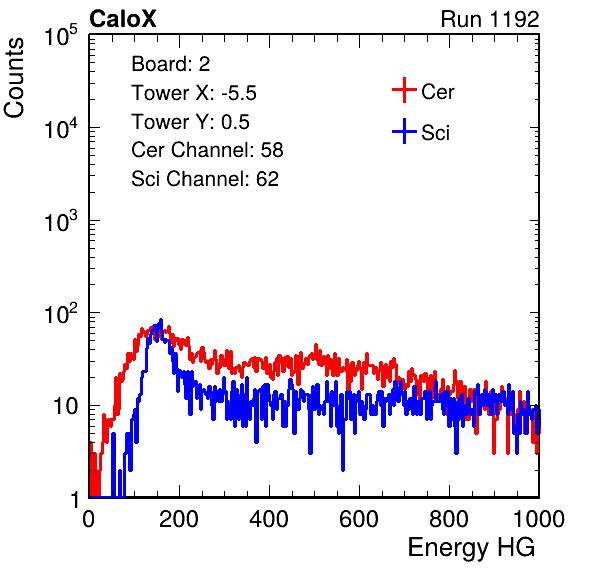 CaloX Run 1192
Counts
Board: 2
Tower X: -5.5
Tower Y: 0.5
Cer Channel: 58
Sci Channel: 62
Cer
Sci
10^5
10^4
10^3
10^2
10
1
0 200 400 600 800 1000
Energy HG